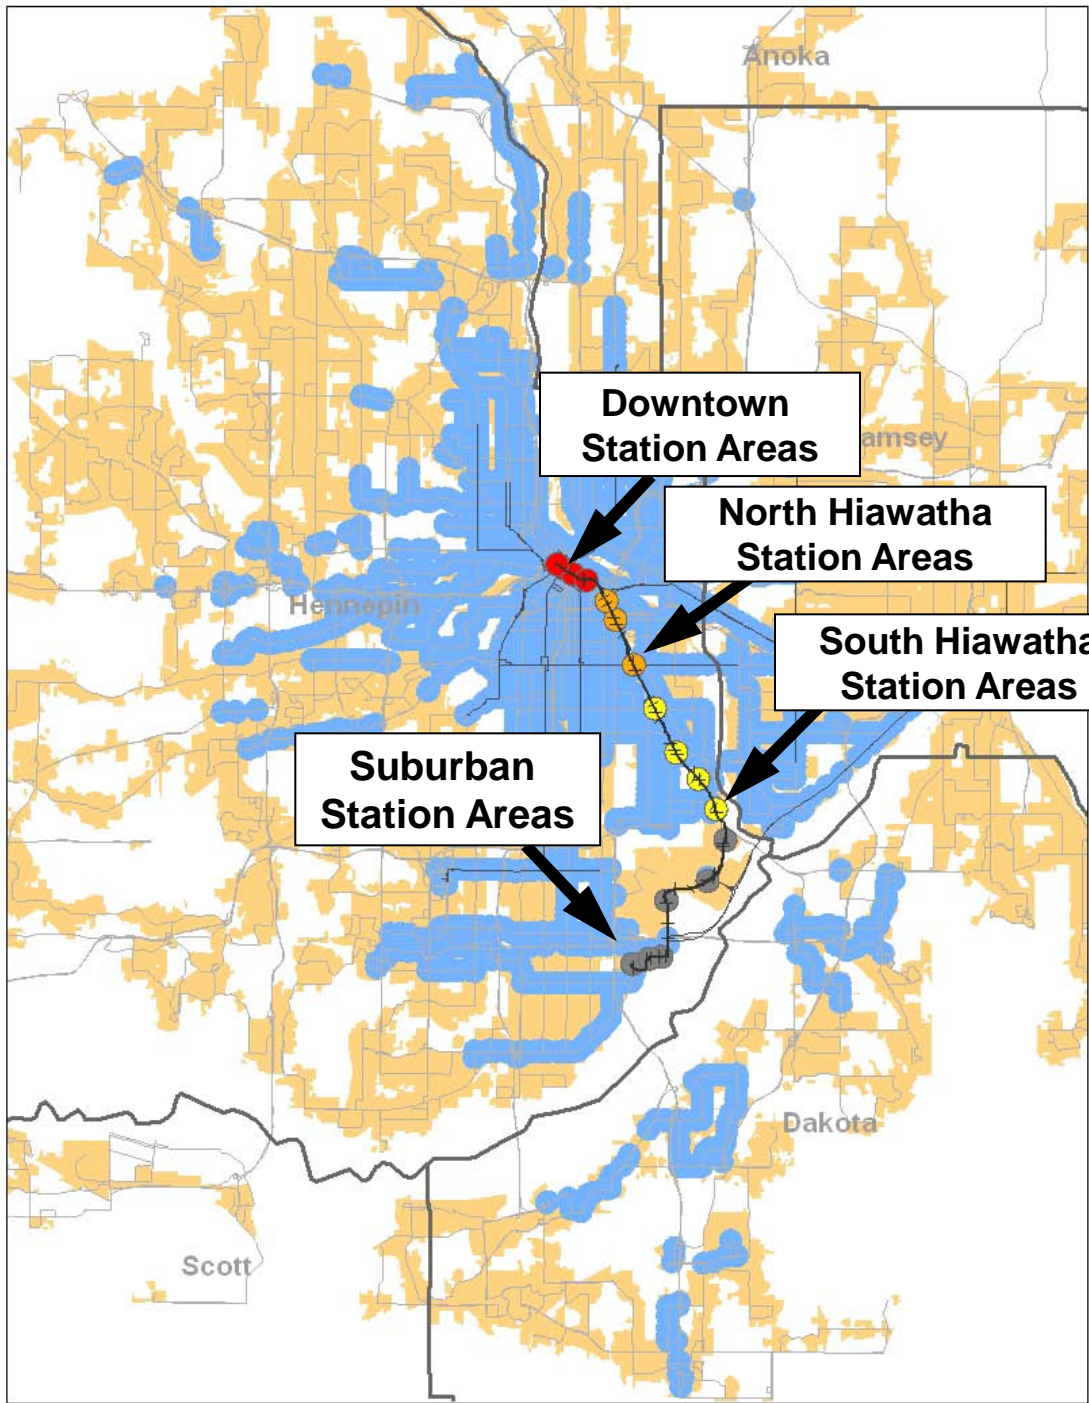 Anoka
Downtown
Station Areas
amsey
North Hiawatha
Station Areas
Hennepin
South Hiawatha
Station Areas
Suburban
Station Areas
Dakota
Scott